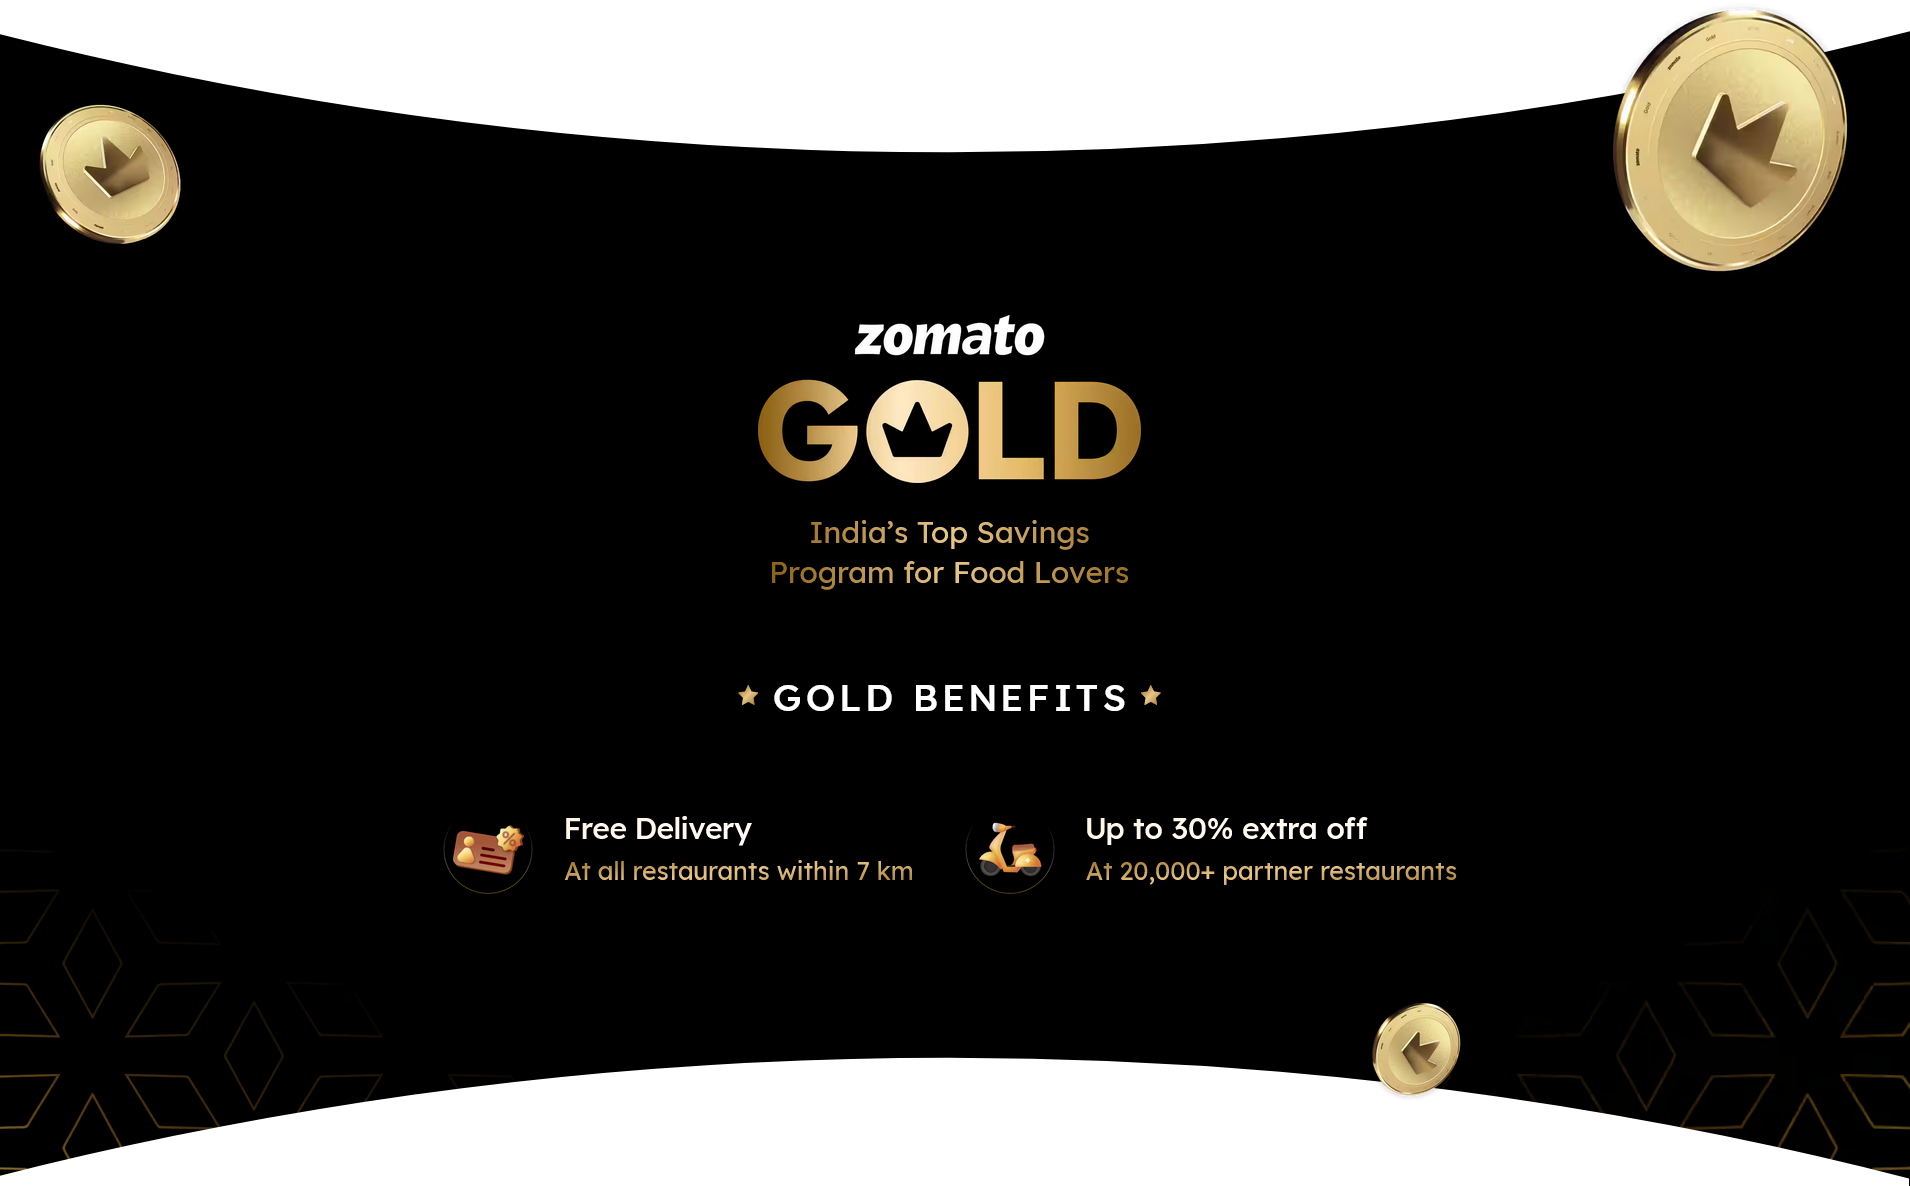 zomato
GOLD
India’s Top Savings
Program for Food Lovers
GOLD BENEFITS
Free Delivery
At all restaurants within 7 km
Up to 30% extra off
At 20,000+ partner restaurants